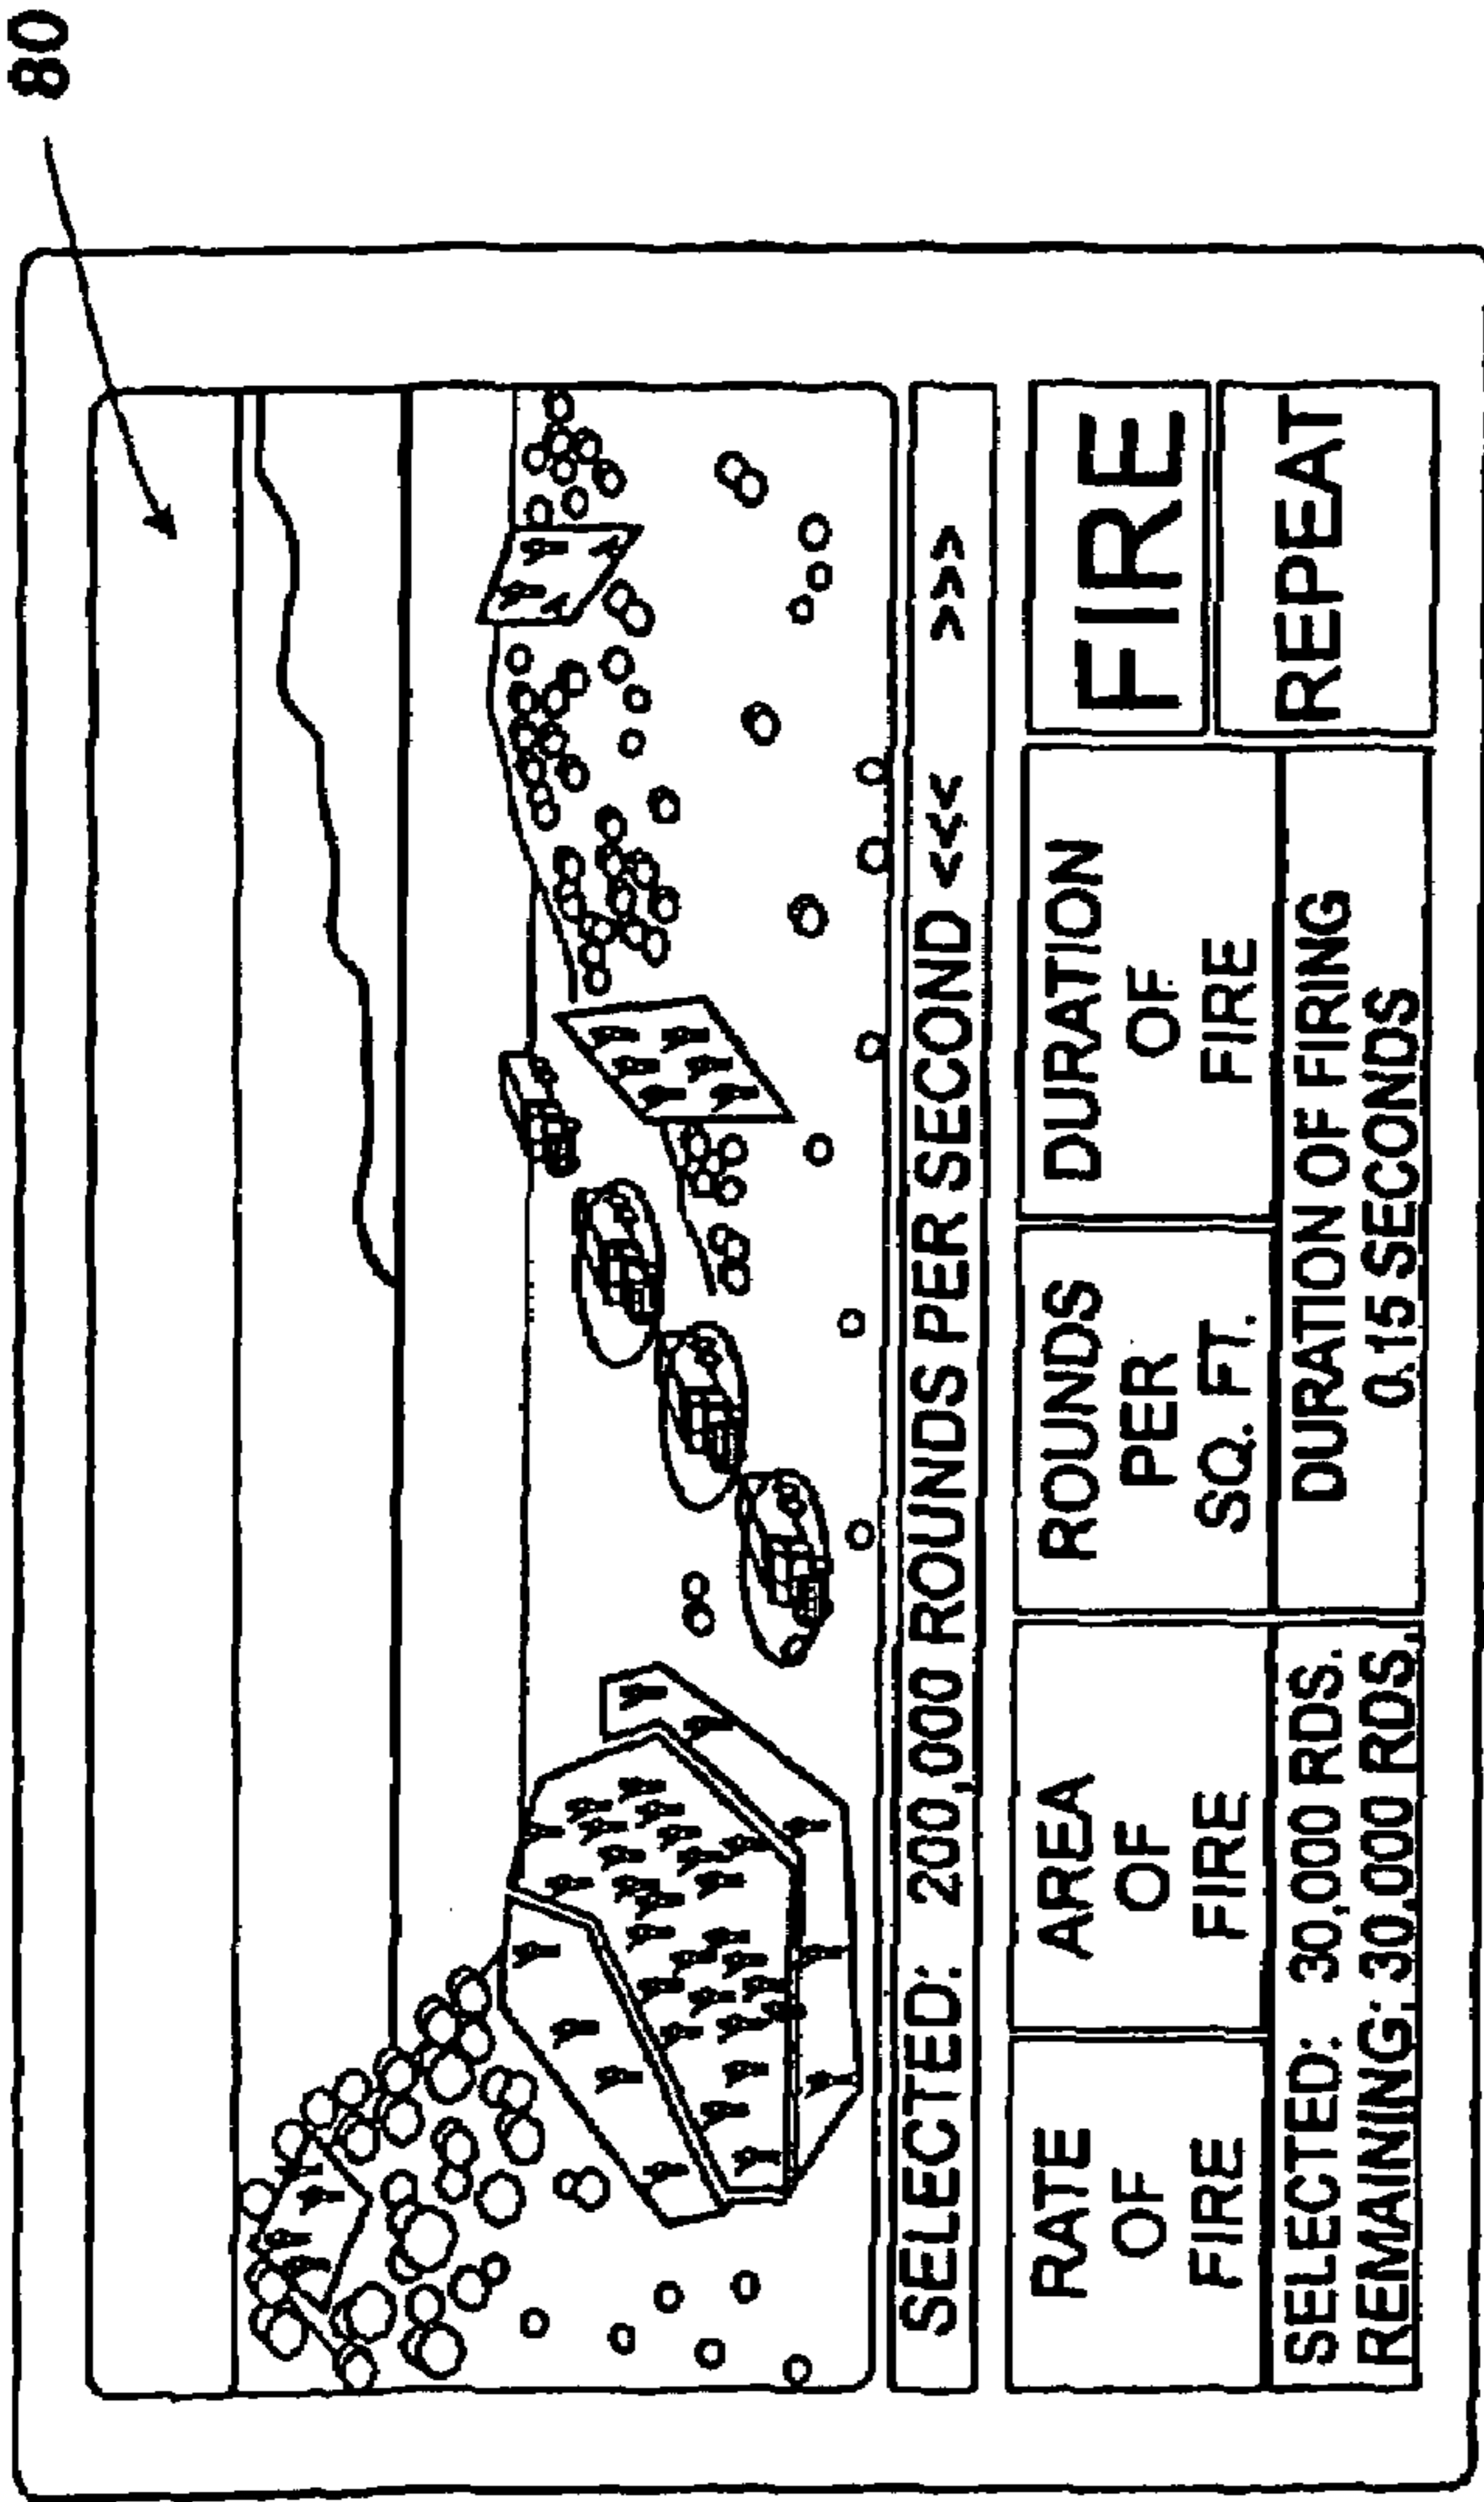 80
SELECTED: 200,000 ROUNDS PER SECOND <<< >>>
RATE
OF
FIRE
AREA
OF
FIRE
ROUNDS
PER
SQ. FT.
DURATION
OF
FIRE
FIRE
SELECTED: 30,000 RDS.
REMAINING: 30,000 RDS.
DURATION OF FIRING
0.15 SECONDS
REPEAT